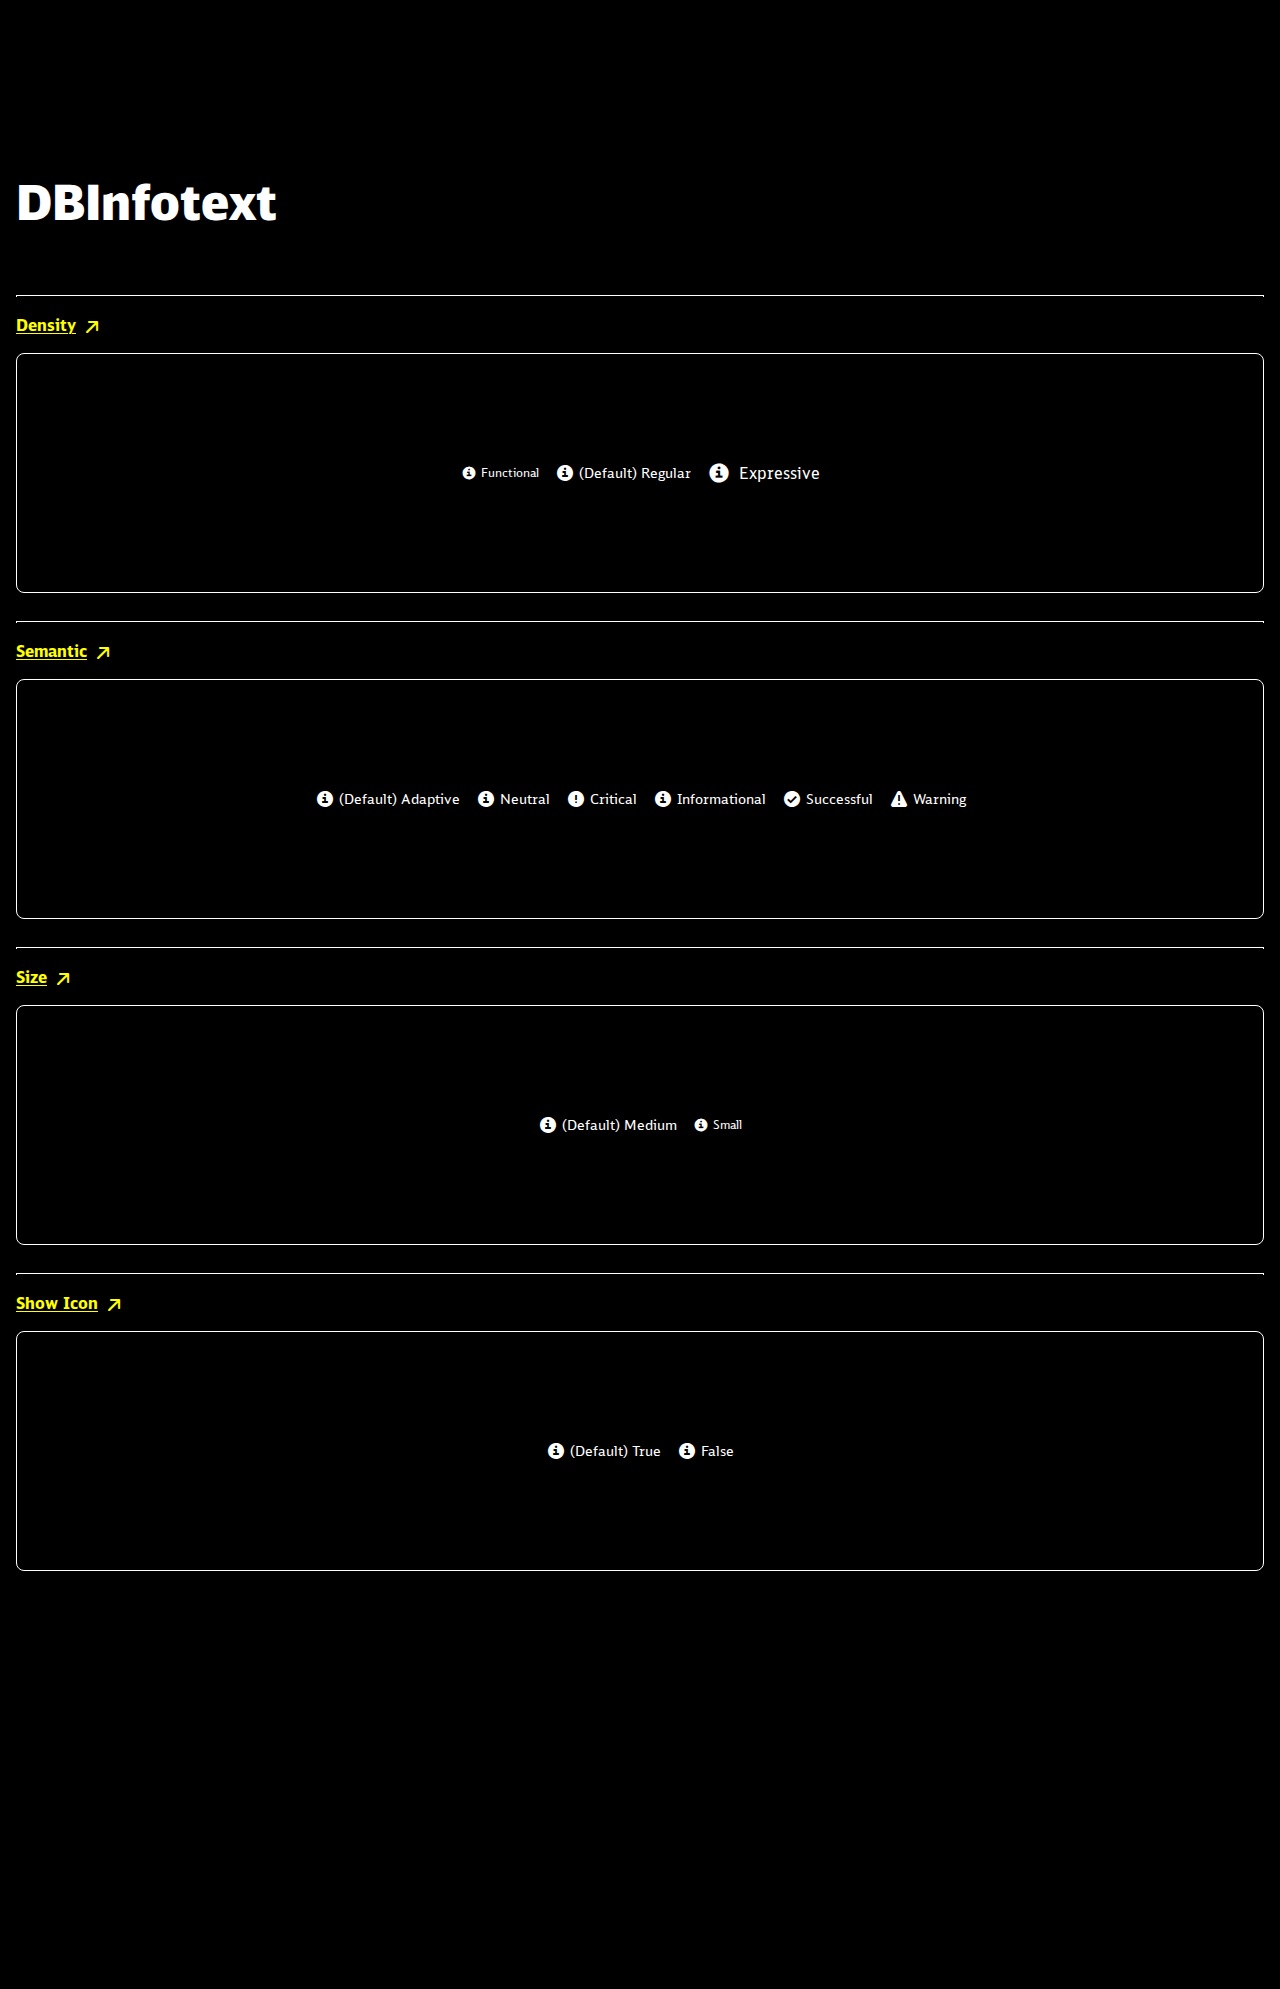 DBInfotext
Density
Functional (Default) Regular Expressive
Semantic
(Default) Adaptive Neutral Critical Informational Successful Warning
Size
(Default) Medium Small
Show Icon
(Default) True False